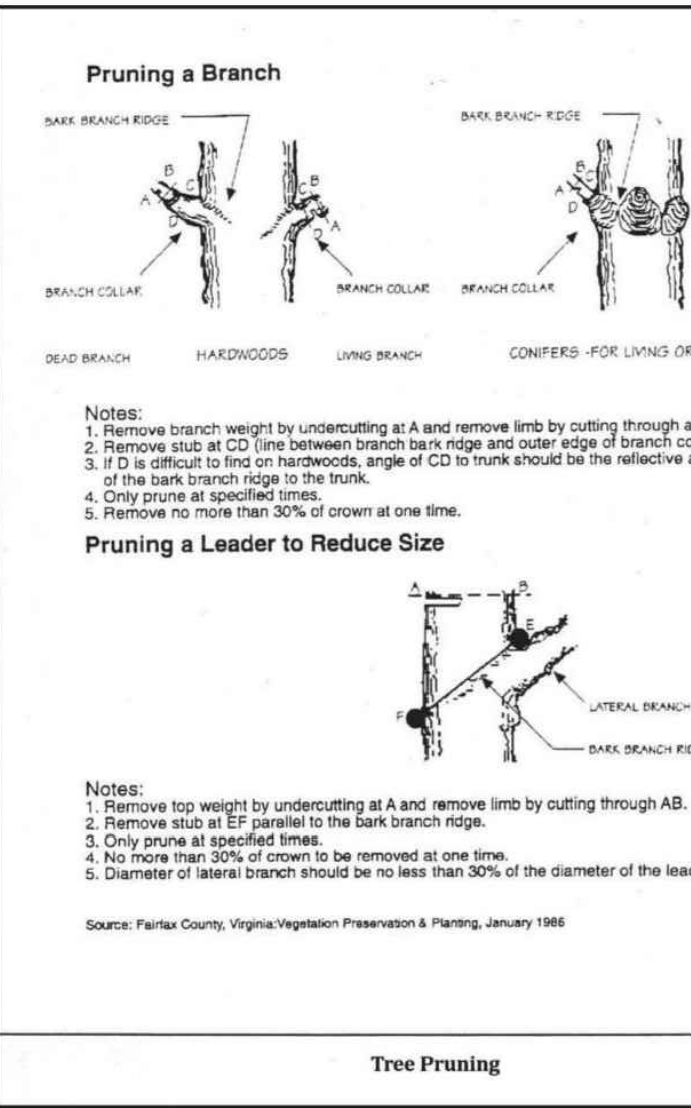 Pruning a Branch
BARK BRANCH RIDGE
BARK BRANCH RIDGE
B
C
A
D
C B
A
D
B
C
A
D
BRANCH COLLAR
BRANCH COLLAR
BRANCH COLLAR
DEAD BRANCH
HARDWOODS
LIVING BRANCH
CONIFERS -FOR LIVING OR
Notes:
1. Remove branch weight by undercutting at A and remove limb by cutting through a
2. Remove stub at CD (line between branch bark ridge and outer edge of branch co
3. If D is difficult to find on hardwoods, angle of CD to trunk should be the reflective a
of the bark branch ridge to the trunk.
4. Only prune at specified times.
5. Remove no more than 30% of crown at one time.
Pruning a Leader to Reduce Size
A
B
E
F
LATERAL BRANCH
BARK BRANCH RID
Notes:
1. Remove top weight by undercutting at A and remove limb by cutting through AB.
2. Remove stub at EF parallel to the bark branch ridge.
3. Only prune at specified times.
4. No more than 30% of crown to be removed at one time.
5. Diameter of lateral branch should be no less than 30% of the diameter of the lead
Source: Fairfax County, Virginia:Vegetation Preservation & Planting, January 1986
Tree Pruning